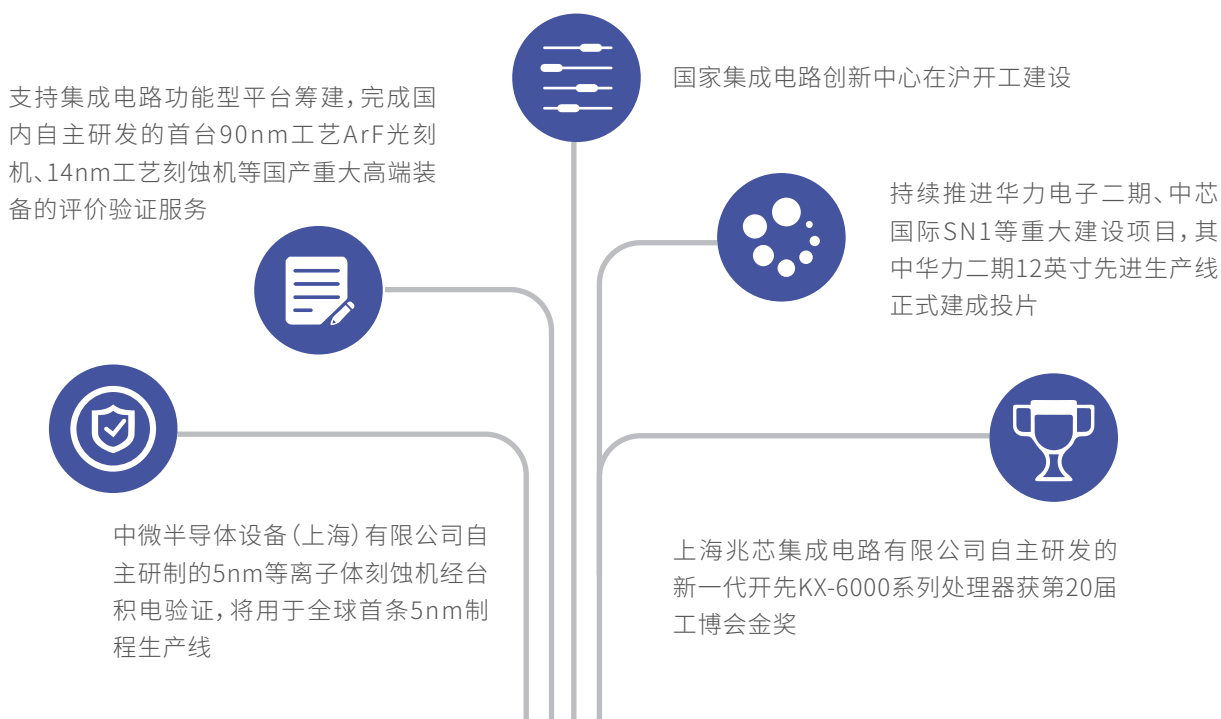 国家集成电路创新中心在沪开工建设
支持集成电路功能型平台筹建，完成国
内自主研发的首台90nm工艺ArF光刻
机、14nm工艺刻蚀机等国产重大高端装
备的评价验证服务
持续推进华力电子二期、中芯
国际SN1等重大建设项目，其
中华力二期12英寸先进生产线
正式建成投片
中微半导体设备（上海）有限公司自
主研制的5nm等离子体刻蚀机经台
积电验证，将用于全球首条5nm制
程生产线
上海兆芯集成电路有限公司自主研发的
新一代开先KX-6000系列处理器获第20届
工博会金奖